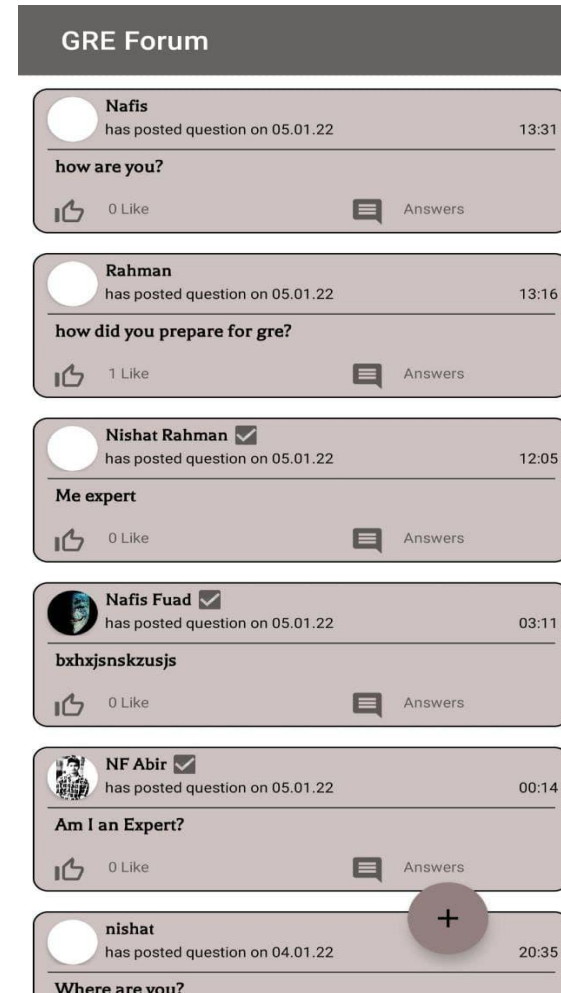 GRE Forum
Nafis
has posted question on 05.01.22 13:31
how are you?
0 Like Answers
Rahman
has posted question on 05.01.22 13:16
how did you prepare for gre?
1 Like Answers
Nishat Rahman
has posted question on 05.01.22 12:05
Me expert
0 Like Answers
Nafis Fuad
has posted question on 05.01.22 03:11
bxhxjsnskzusjs
0 Like Answers
NF Abir
has posted question on 05.01.22 00:14
Am I an Expert?
0 Like Answers
+
nishat
has posted question on 04.01.22 20:35
Where are you?